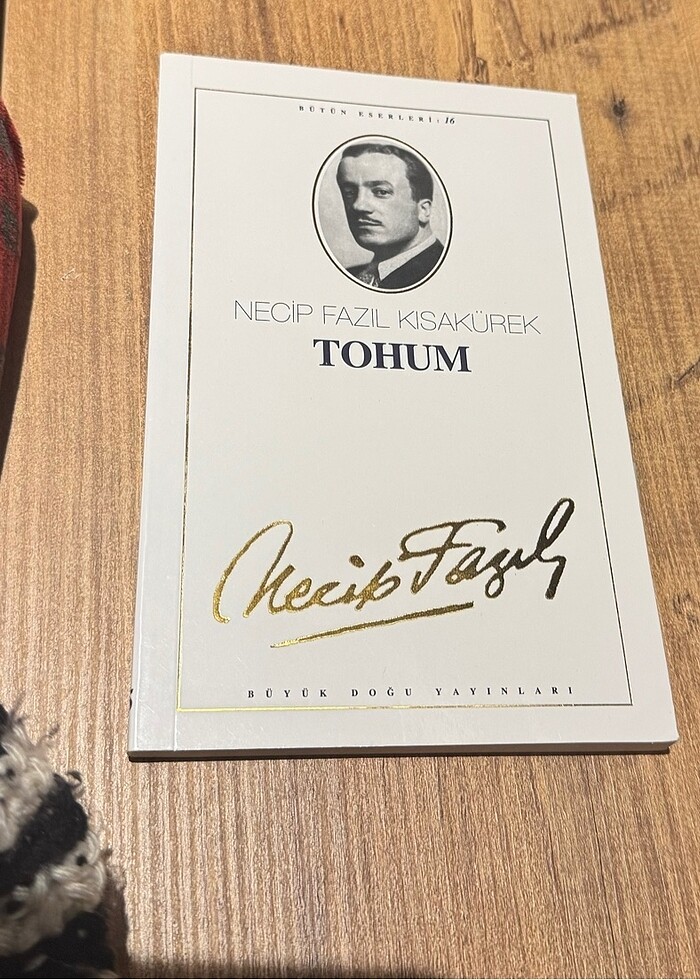 BÜTÜN ESERLERİ: 16
NECİP FAZIL KISAKÜREK
TOHUM
Necip Fazıl
BÜYÜK DOĞU YAYINLARI